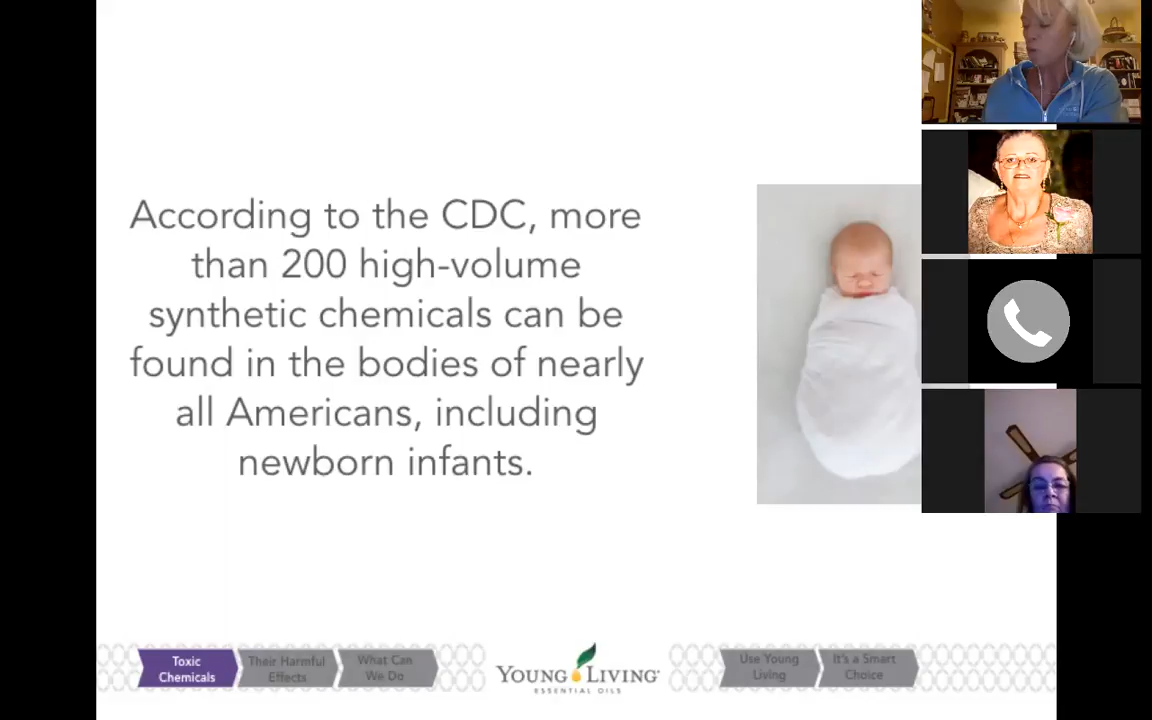 According to the CDC, more
than 200 high-volume
synthetic chemicals can be
found in the bodies of nearly
all Americans, including
newborn infants.
Toxic
Chemicals
Their Harmful
Effects
What Can
We Do
YOUNG LIVING
ESSENTIAL OILS
Use Young
Living
It's a Smart
Choice